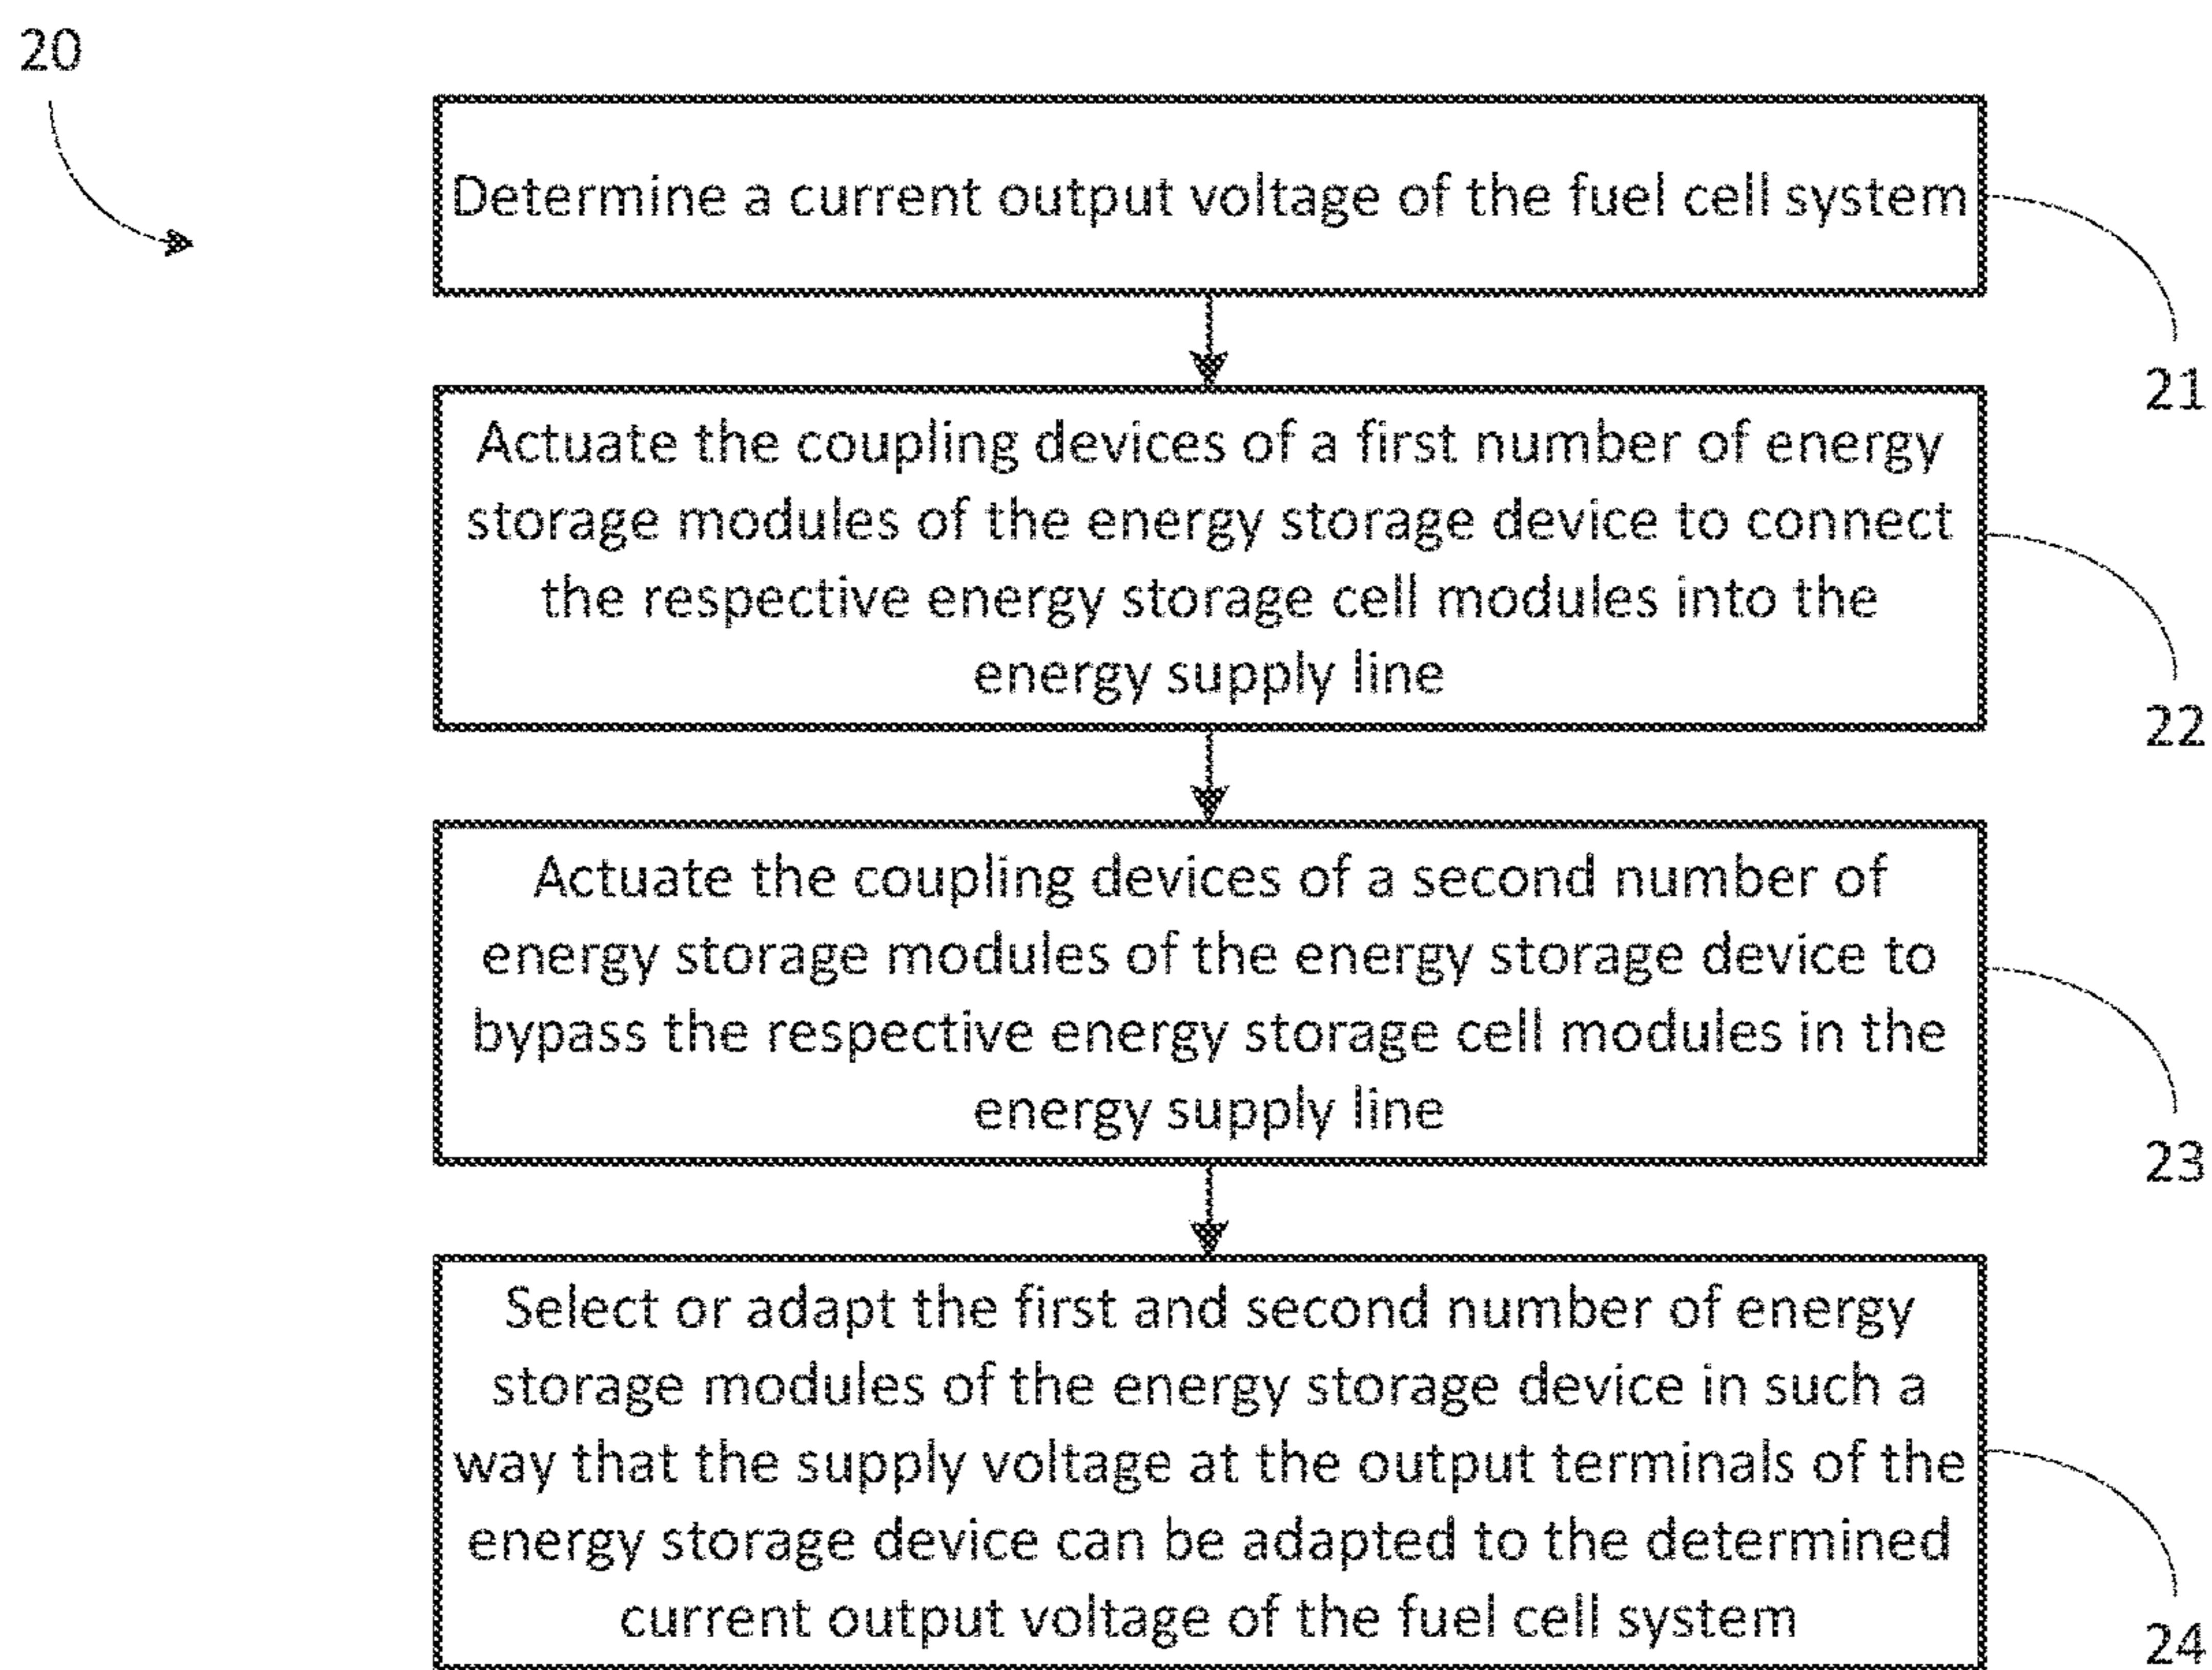 20
Determine a current output voltage of the fuel cell system
21
Actuate the coupling devices of a first number of energy
storage modules of the energy storage device to connect
the respective energy storage cell modules into the
energy supply line
22
Actuate the coupling devices of a second number of
energy storage modules of the energy storage device to
bypass the respective energy storage cell modules in the
energy supply line
23
Select or adapt the first and second number of energy
storage modules of the energy storage device in such a
way that the supply voltage at the output terminals of the
energy storage device can be adapted to the determined
current output voltage of the fuel cell system
24